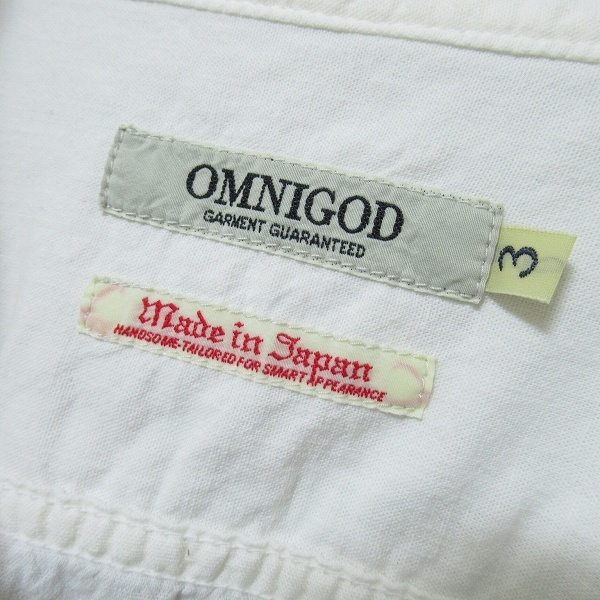 OMNIGOD
GARMENT GUARANTEED
3
Made in Japan
HANDSOME-TAILORED FOR SMART APPEARANCE